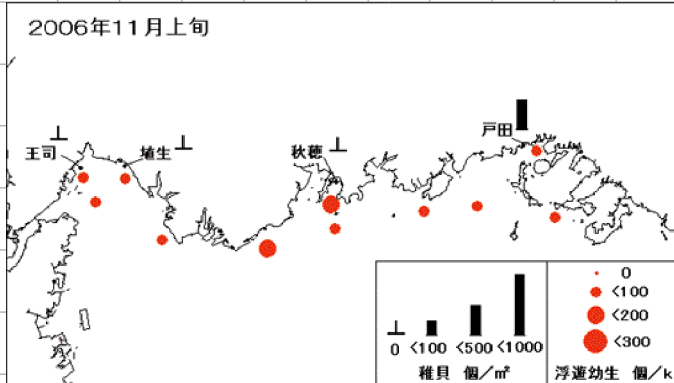 2006年11月上旬
戸田
王司
埴生
秋穂
0
<100
<200
<300
0 <100 <500 <1000
稚貝 個/㎡
浮遊幼生 個/k